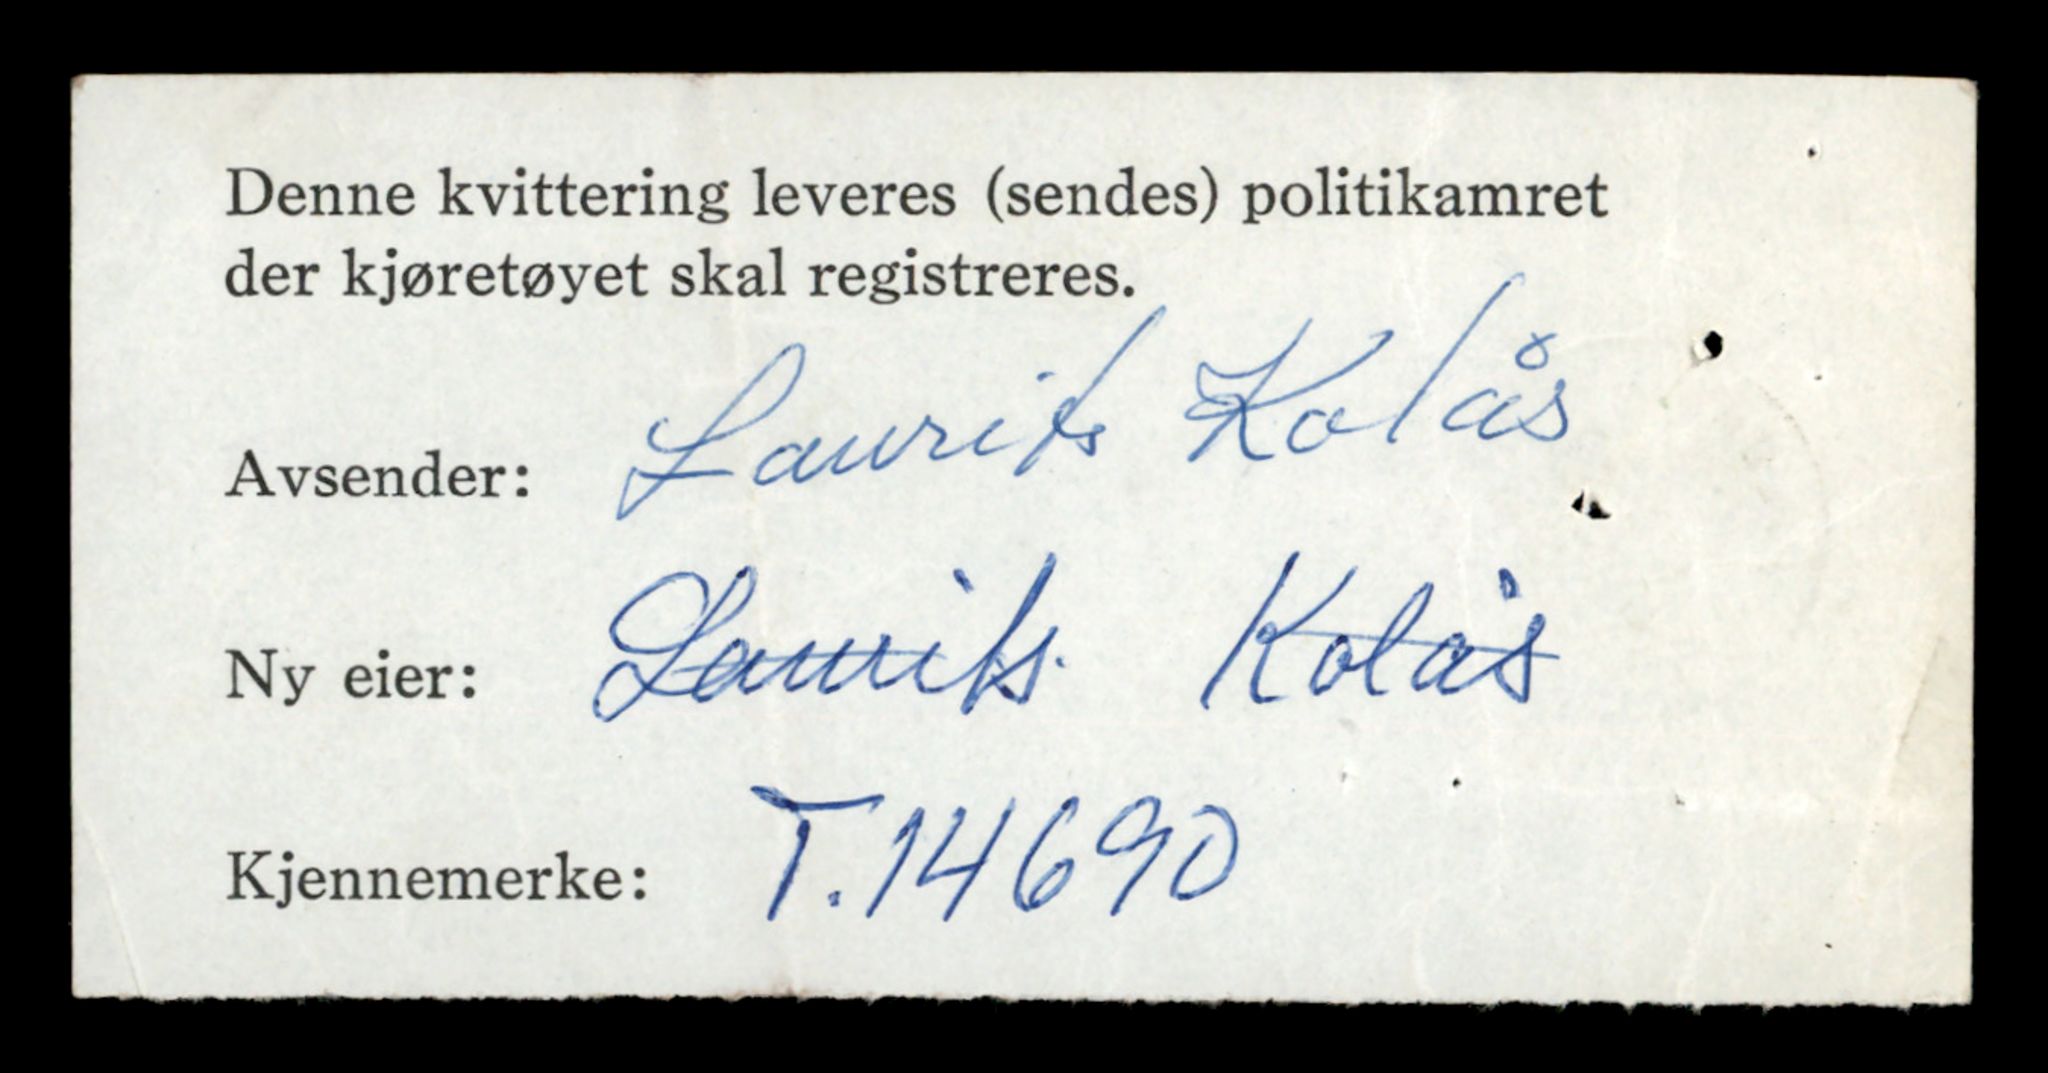 Denne kvittering leveres (sendes) politikamret
der kjøretøyet skal registreres.
Avsender: Laurits Kolås
Ny eier: Laurits Kolås
Kjennemerke: T.14690